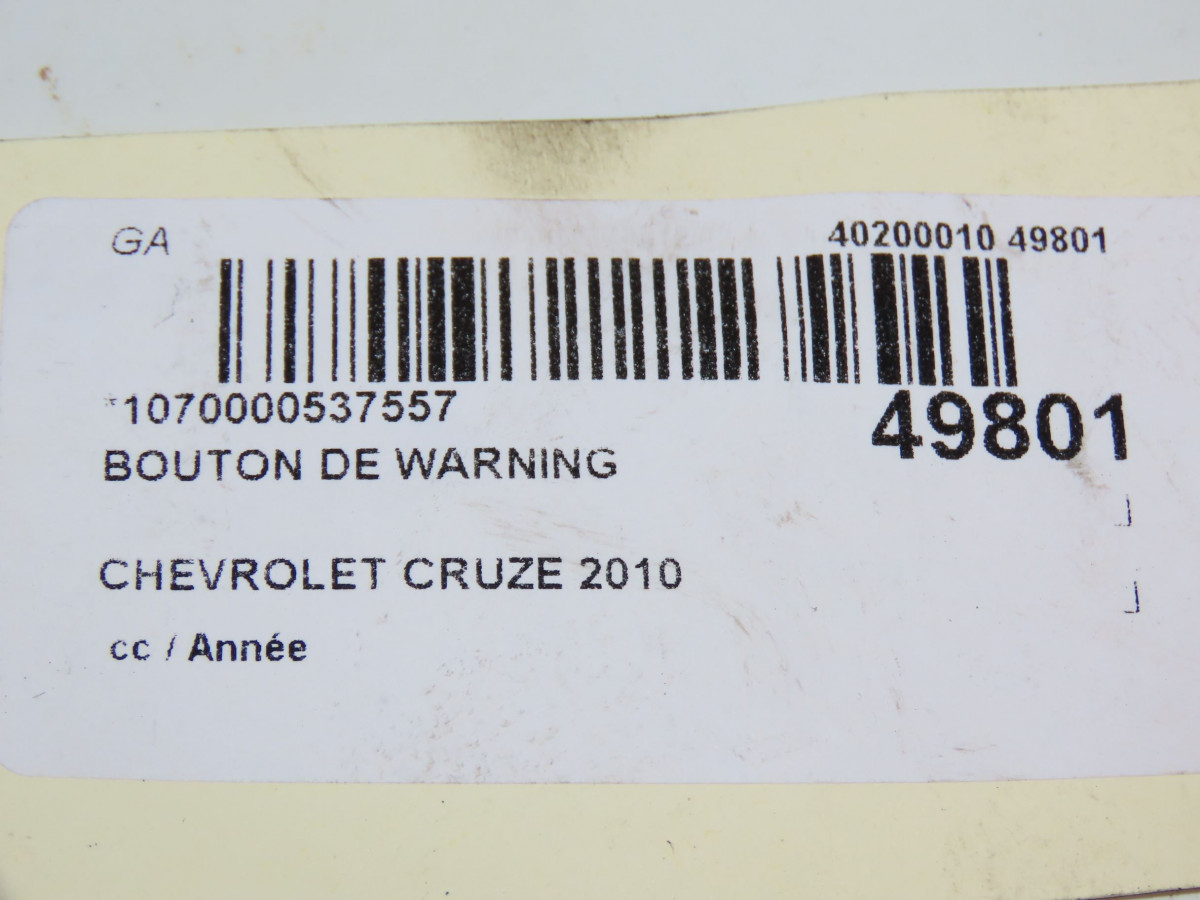 GA 40200010 49801
*1070000537557 49801
BOUTON DE WARNING
CHEVROLET CRUZE 2010
cc / Année